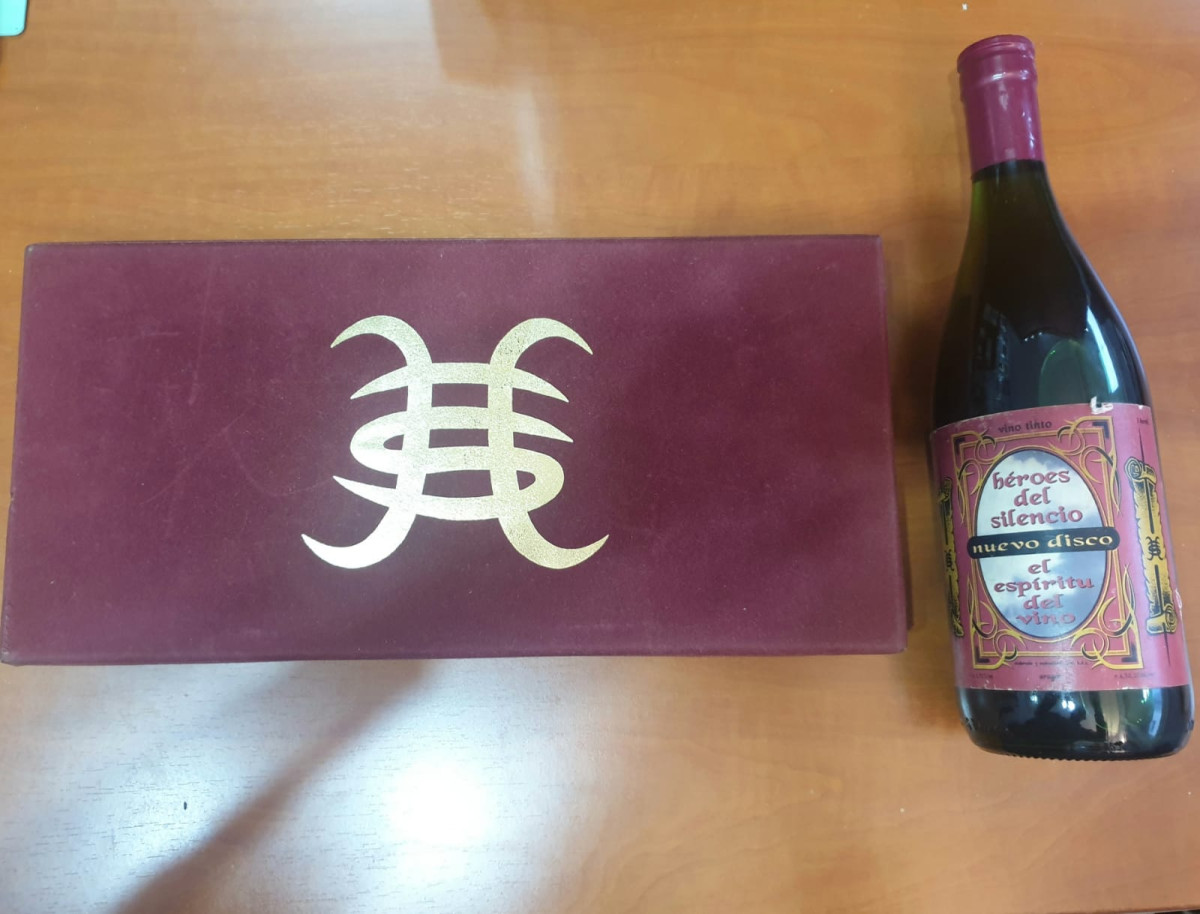 vino tinto
héroes
del
silencio
nuevo disco
el
espíritu
del
vino